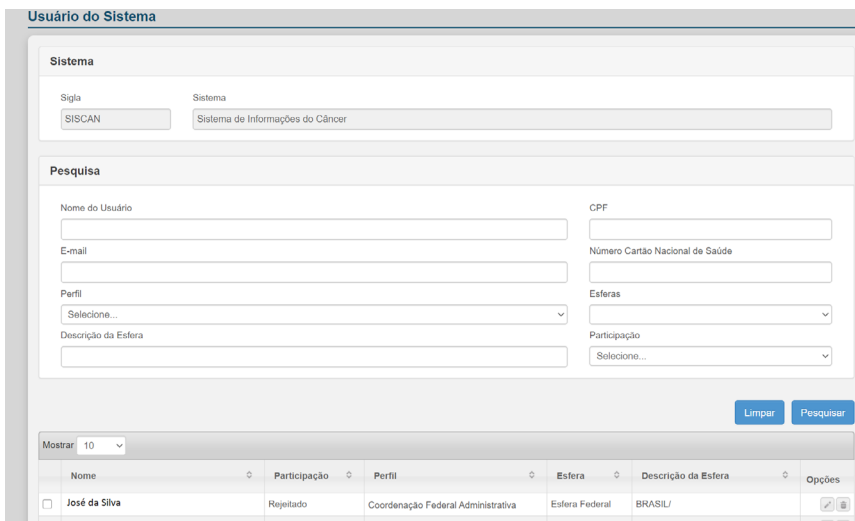 Usuário do Sistema
Sistema
Sigla Sistema
SISCAN Sistema de Informações do Câncer
Pesquisa
Nome do Usuário CPF
E-mail Número Cartão Nacional de Saúde
Perfil Esferas
Selecione...
Descrição da Esfera Participação
Selecione...
Limpar Pesquisar
Mostrar 10
Nome Participação Perfil Esfera Descrição da Esfera Opções
José da Silva Rejeitado Coordenação Federal Administrativa Esfera Federal BRASIL/